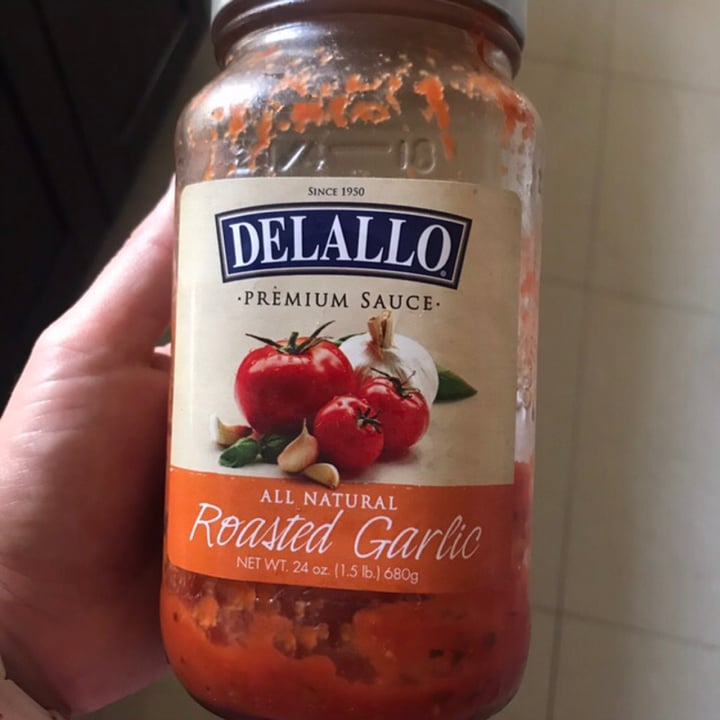 SINCE 1950
DELALLO®
·PREMIUM SAUCE·
ALL NATURAL
Roasted Garlic
NET WT. 24 oz. (1.5 lb.) 680g